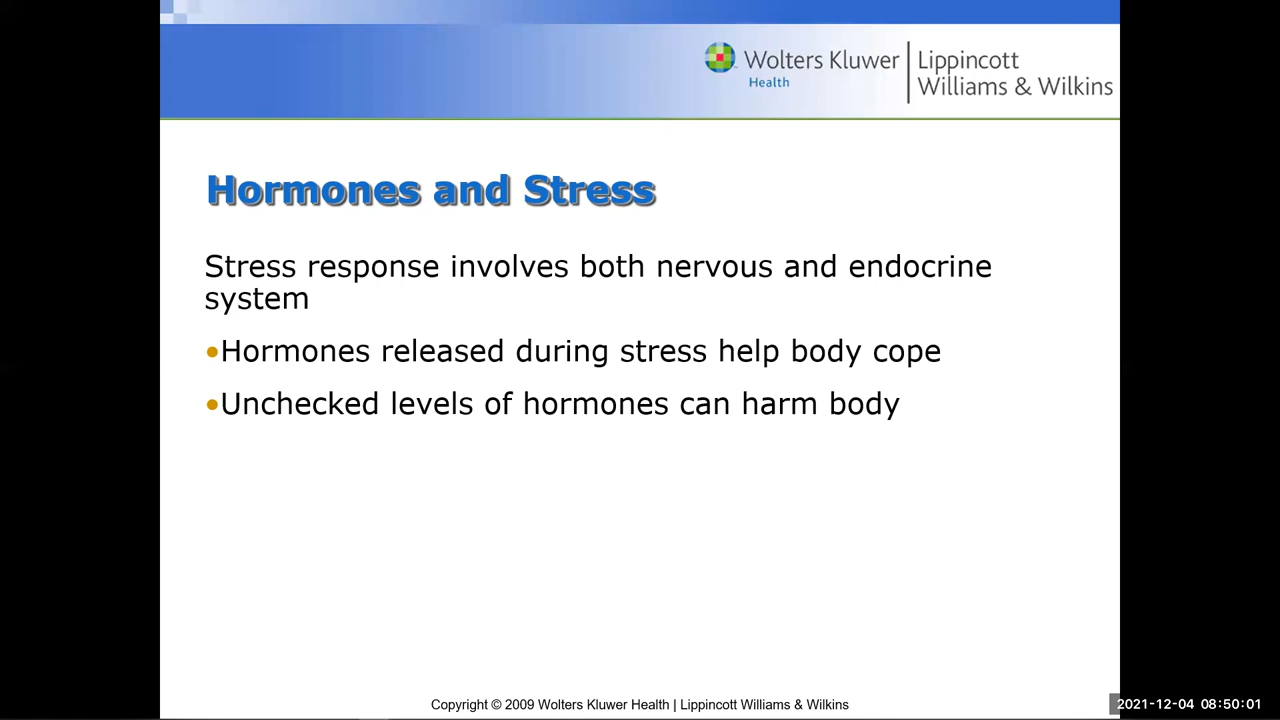 Wolters Kluwer
Health
Lippincott
Williams & Wilkins
Hormones and Stress
Stress response involves both nervous and endocrine
system
•Hormones released during stress help body cope
•Unchecked levels of hormones can harm body
Copyright © 2009 Wolters Kluwer Health | Lippincott Williams & Wilkins
2021-12-04 08:50:01